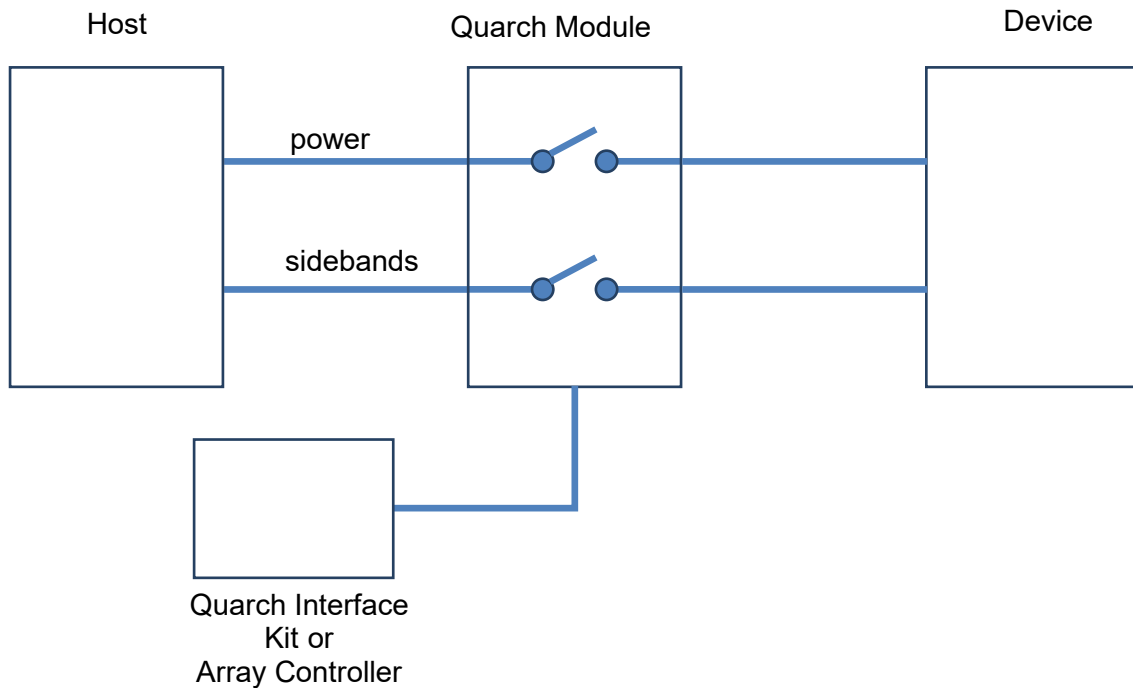 Host
Quarch Module
Device
power
sidebands
Quarch Interface
Kit or
Array Controller